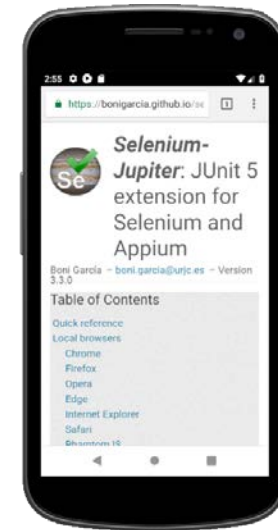 2:55
https://bonigarcia.github.io/se
1
Se
Selenium-
Jupiter: JUnit 5
extension for
Selenium and
Appium
Boni García – boni.garcia@urjc.es – Version
3.3.0
Table of Contents
Quick reference
Local browsers
Chrome
Firefox
Opera
Edge
Internet Explorer
Safari
PhamtomJS